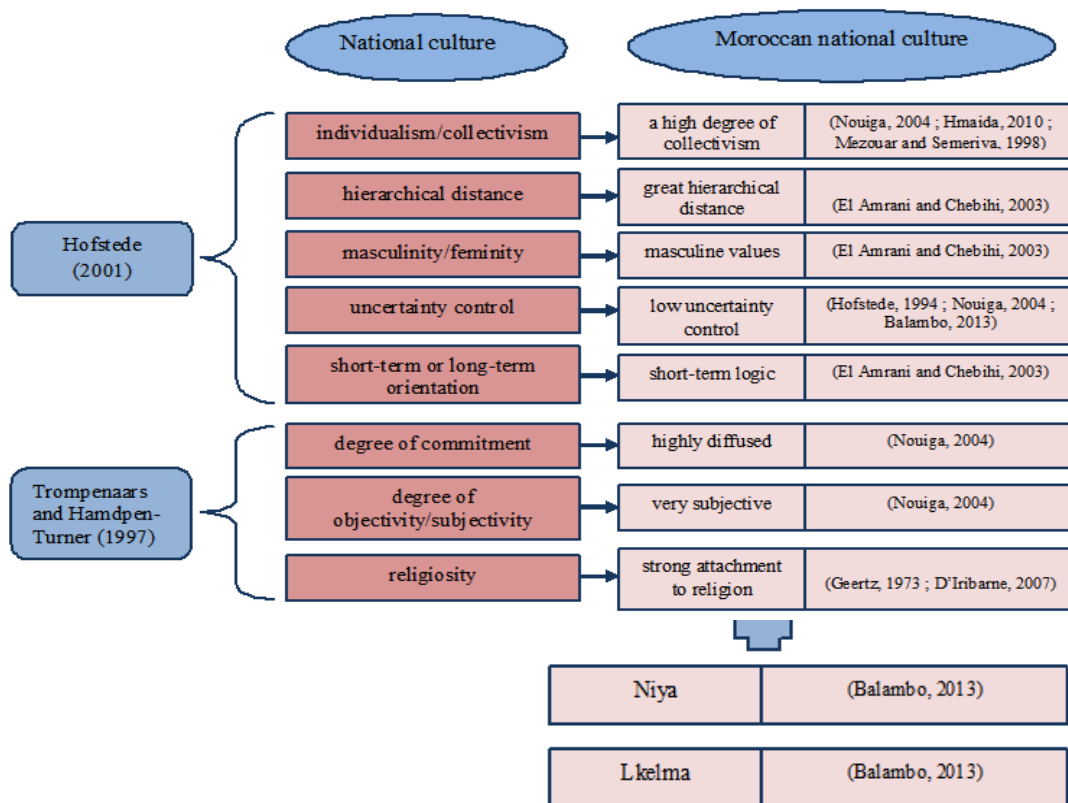 National culture
Moroccan national culture
Hofstede
(2001)
individualism/collectivism
a high degree of
collectivism
(Nouiga, 2004 ; Hmaida, 2010 ;
Mezouar and Semeriva, 1998)
hierarchical distance
great hierarchical
distance
(El Amrani and Chebihi, 2003)
masculinity/feminity
masculine values
(El Amrani and Chebihi, 2003)
uncertainty control
low uncertainty
control
(Hofstede, 1994 ; Nouiga, 2004 ;
Balambo, 2013)
short-term or long-term
orientation
short-term logic
(El Amrani and Chebihi, 2003)
Trompenaars
and Hamdpen-
Turner (1997)
degree of commitment
highly diffused
(Nouiga, 2004)
degree of
objectivity/subjectivity
very subjective
(Nouiga, 2004)
religiosity
strong attachment
to religion
(Geertz, 1973 ; D’Iribarne, 2007)
Niya
(Balambo, 2013)
Lkelma
(Balambo, 2013)